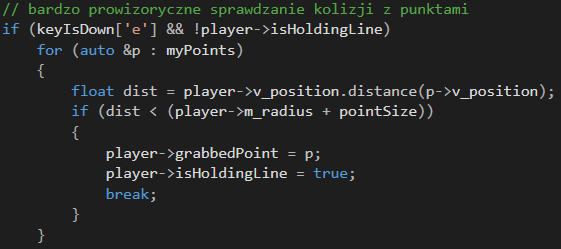 // bardzo prowizoryczne sprawdzanie kolizji z punktami
if (keyIsDown['e'] && !player->isHoldingLine)
    for (auto &p : myPoints)
    {
        float dist = player->v_position.distance(p->v_position);
        if (dist < (player->m_radius + pointSize))
        {
            player->grabbedPoint = p;
            player->isHoldingLine = true;
            break;
        }
    }